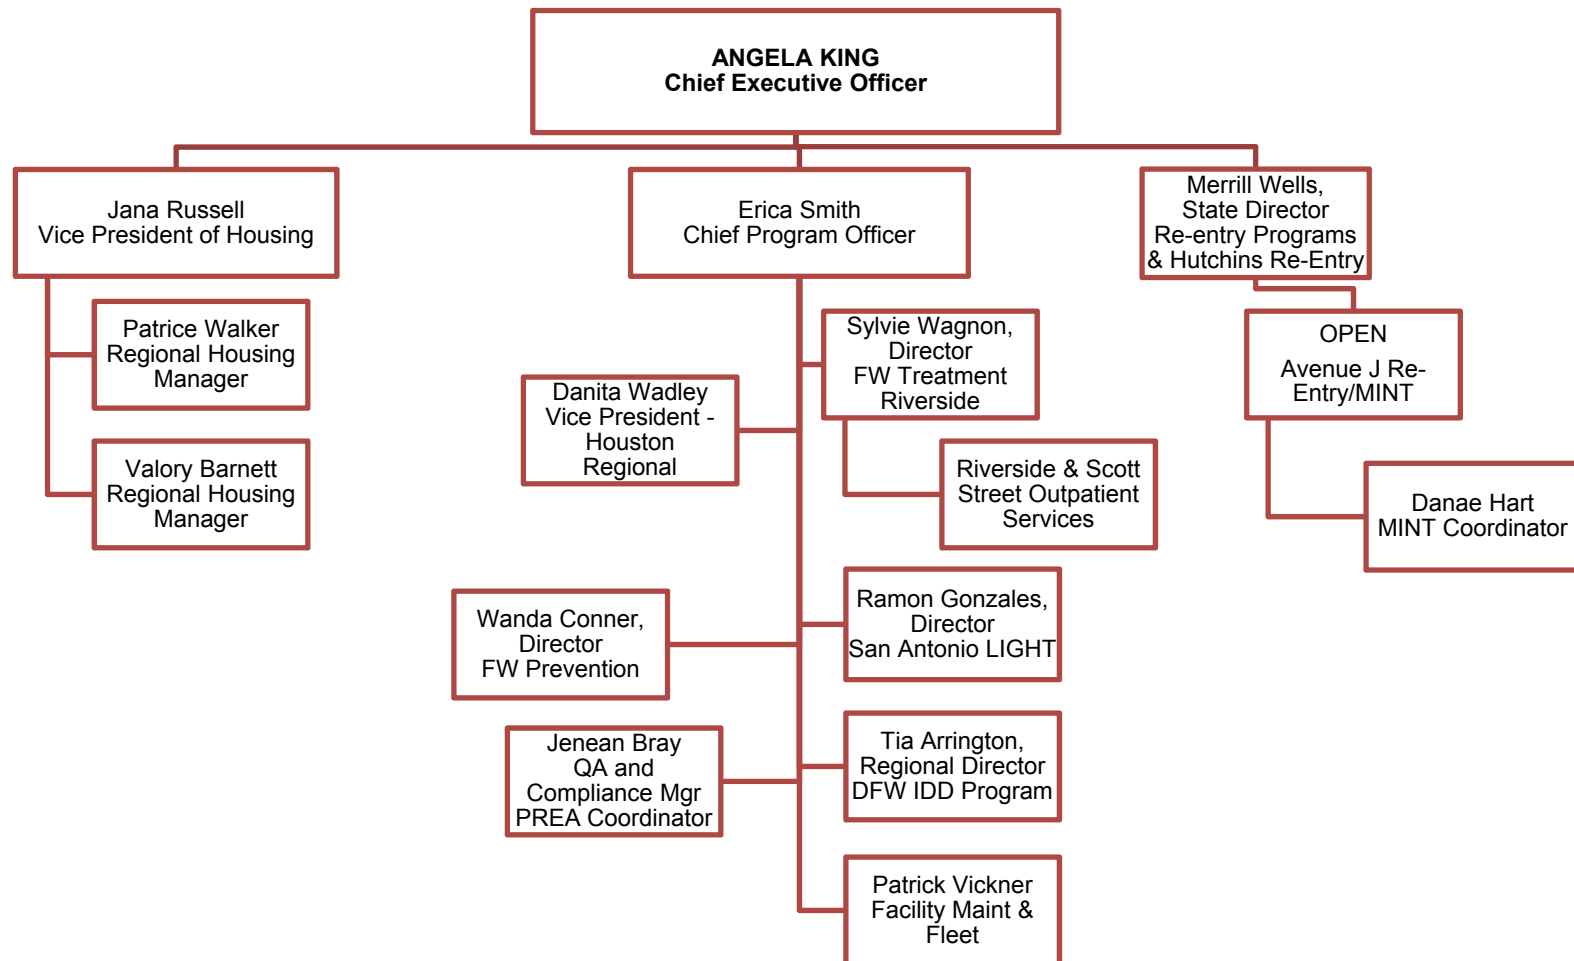 ANGELA KING
Chief Executive Officer
Jana Russell
Vice President of Housing
Erica Smith
Chief Program Officer
Merrill Wells,
State Director
Re-entry Programs
& Hutchins Re-Entry
Patrice Walker
Regional Housing
Manager
Valory Barnett
Regional Housing
Manager
Danita Wadley
Vice President -
Houston
Regional
Sylvie Wagnon,
Director
FW Treatment
Riverside
Riverside & Scott
Street Outpatient
Services
OPEN
Avenue J Re-
Entry/MINT
Danae Hart
MINT Coordinator
Wanda Conner,
Director
FW Prevention
Ramon Gonzales,
Director
San Antonio LIGHT
Jenean Bray
QA and
Compliance Mgr
PREA Coordinator
Tia Arrington,
Regional Director
DFW IDD Program
Patrick Vickner
Facility Maint &
Fleet